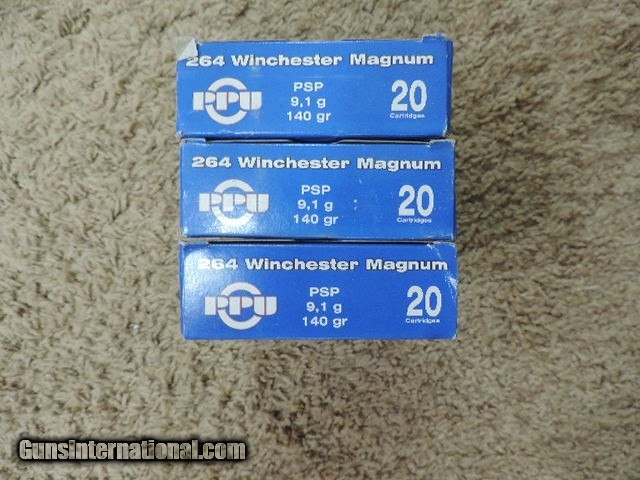 264 Winchester Magnum
PPU
PSP
9,1 g
140 gr
20
Cartridges
264 Winchester Magnum
PPU
PSP
9,1 g
140 gr
20
Cartridges
264 Winchester Magnum
PPU
PSP
9,1 g
140 gr
20
Cartridges
GunsInternational.com